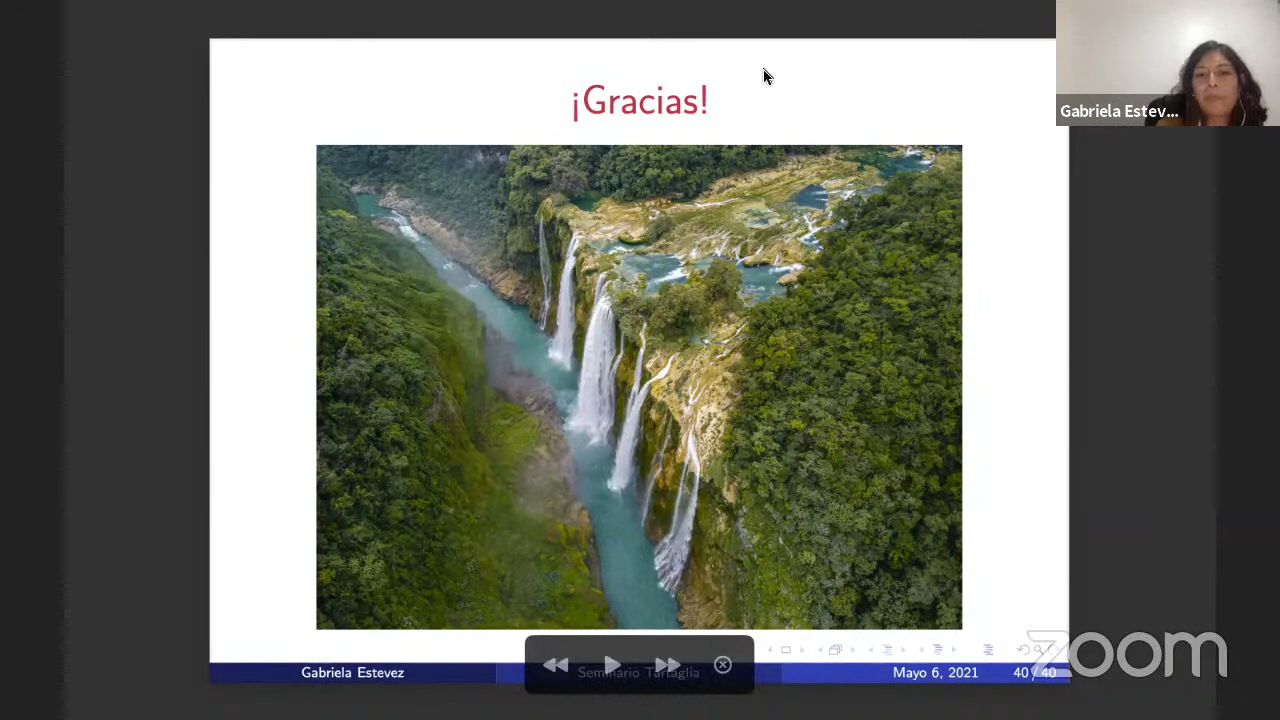 ¡Gracias!
Gabriela Estev...
Gabriela Estevez
Seminario Tartaglia
Mayo 6, 2021
40 / 40
zoom